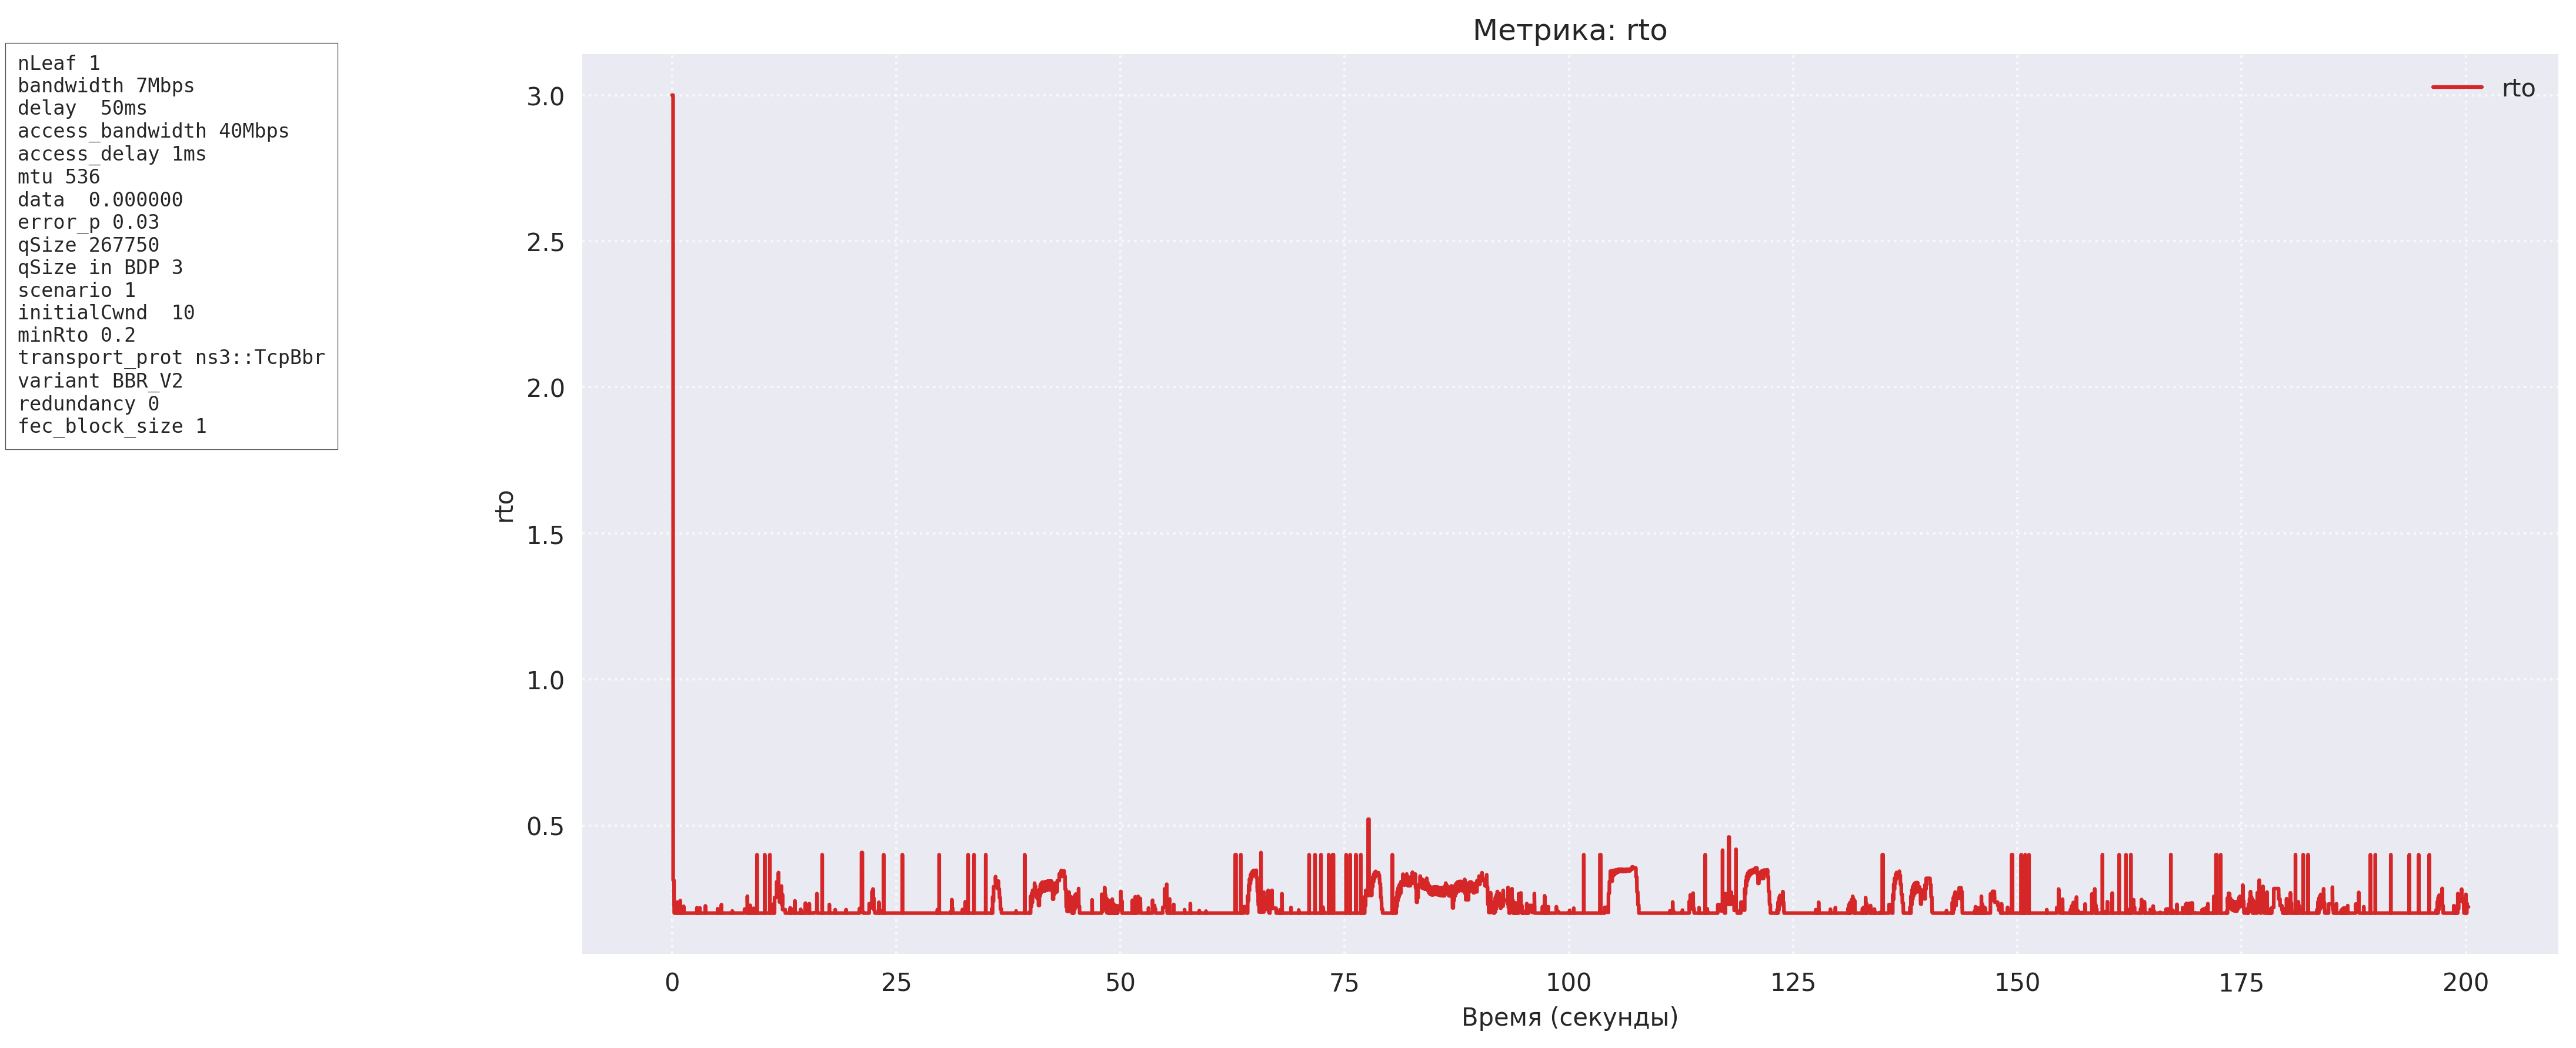 Метрика: rto
nLeaf 1
bandwidth 7Mbps
delay  50ms
access_bandwidth 40Mbps
access_delay 1ms
mtu 536
data  0.000000
error_p 0.03
qSize 267750
qSize in BDP 3
scenario 1
initialCwnd  10
minRto 0.2
transport_prot ns3::TcpBbr
variant BBR_V2
redundancy 0
fec_block_size 1
rto
3.0
2.5
2.0
1.5
1.0
0.5
rto
0 25 50 75 100 125 150 175 200
Время (секунды)